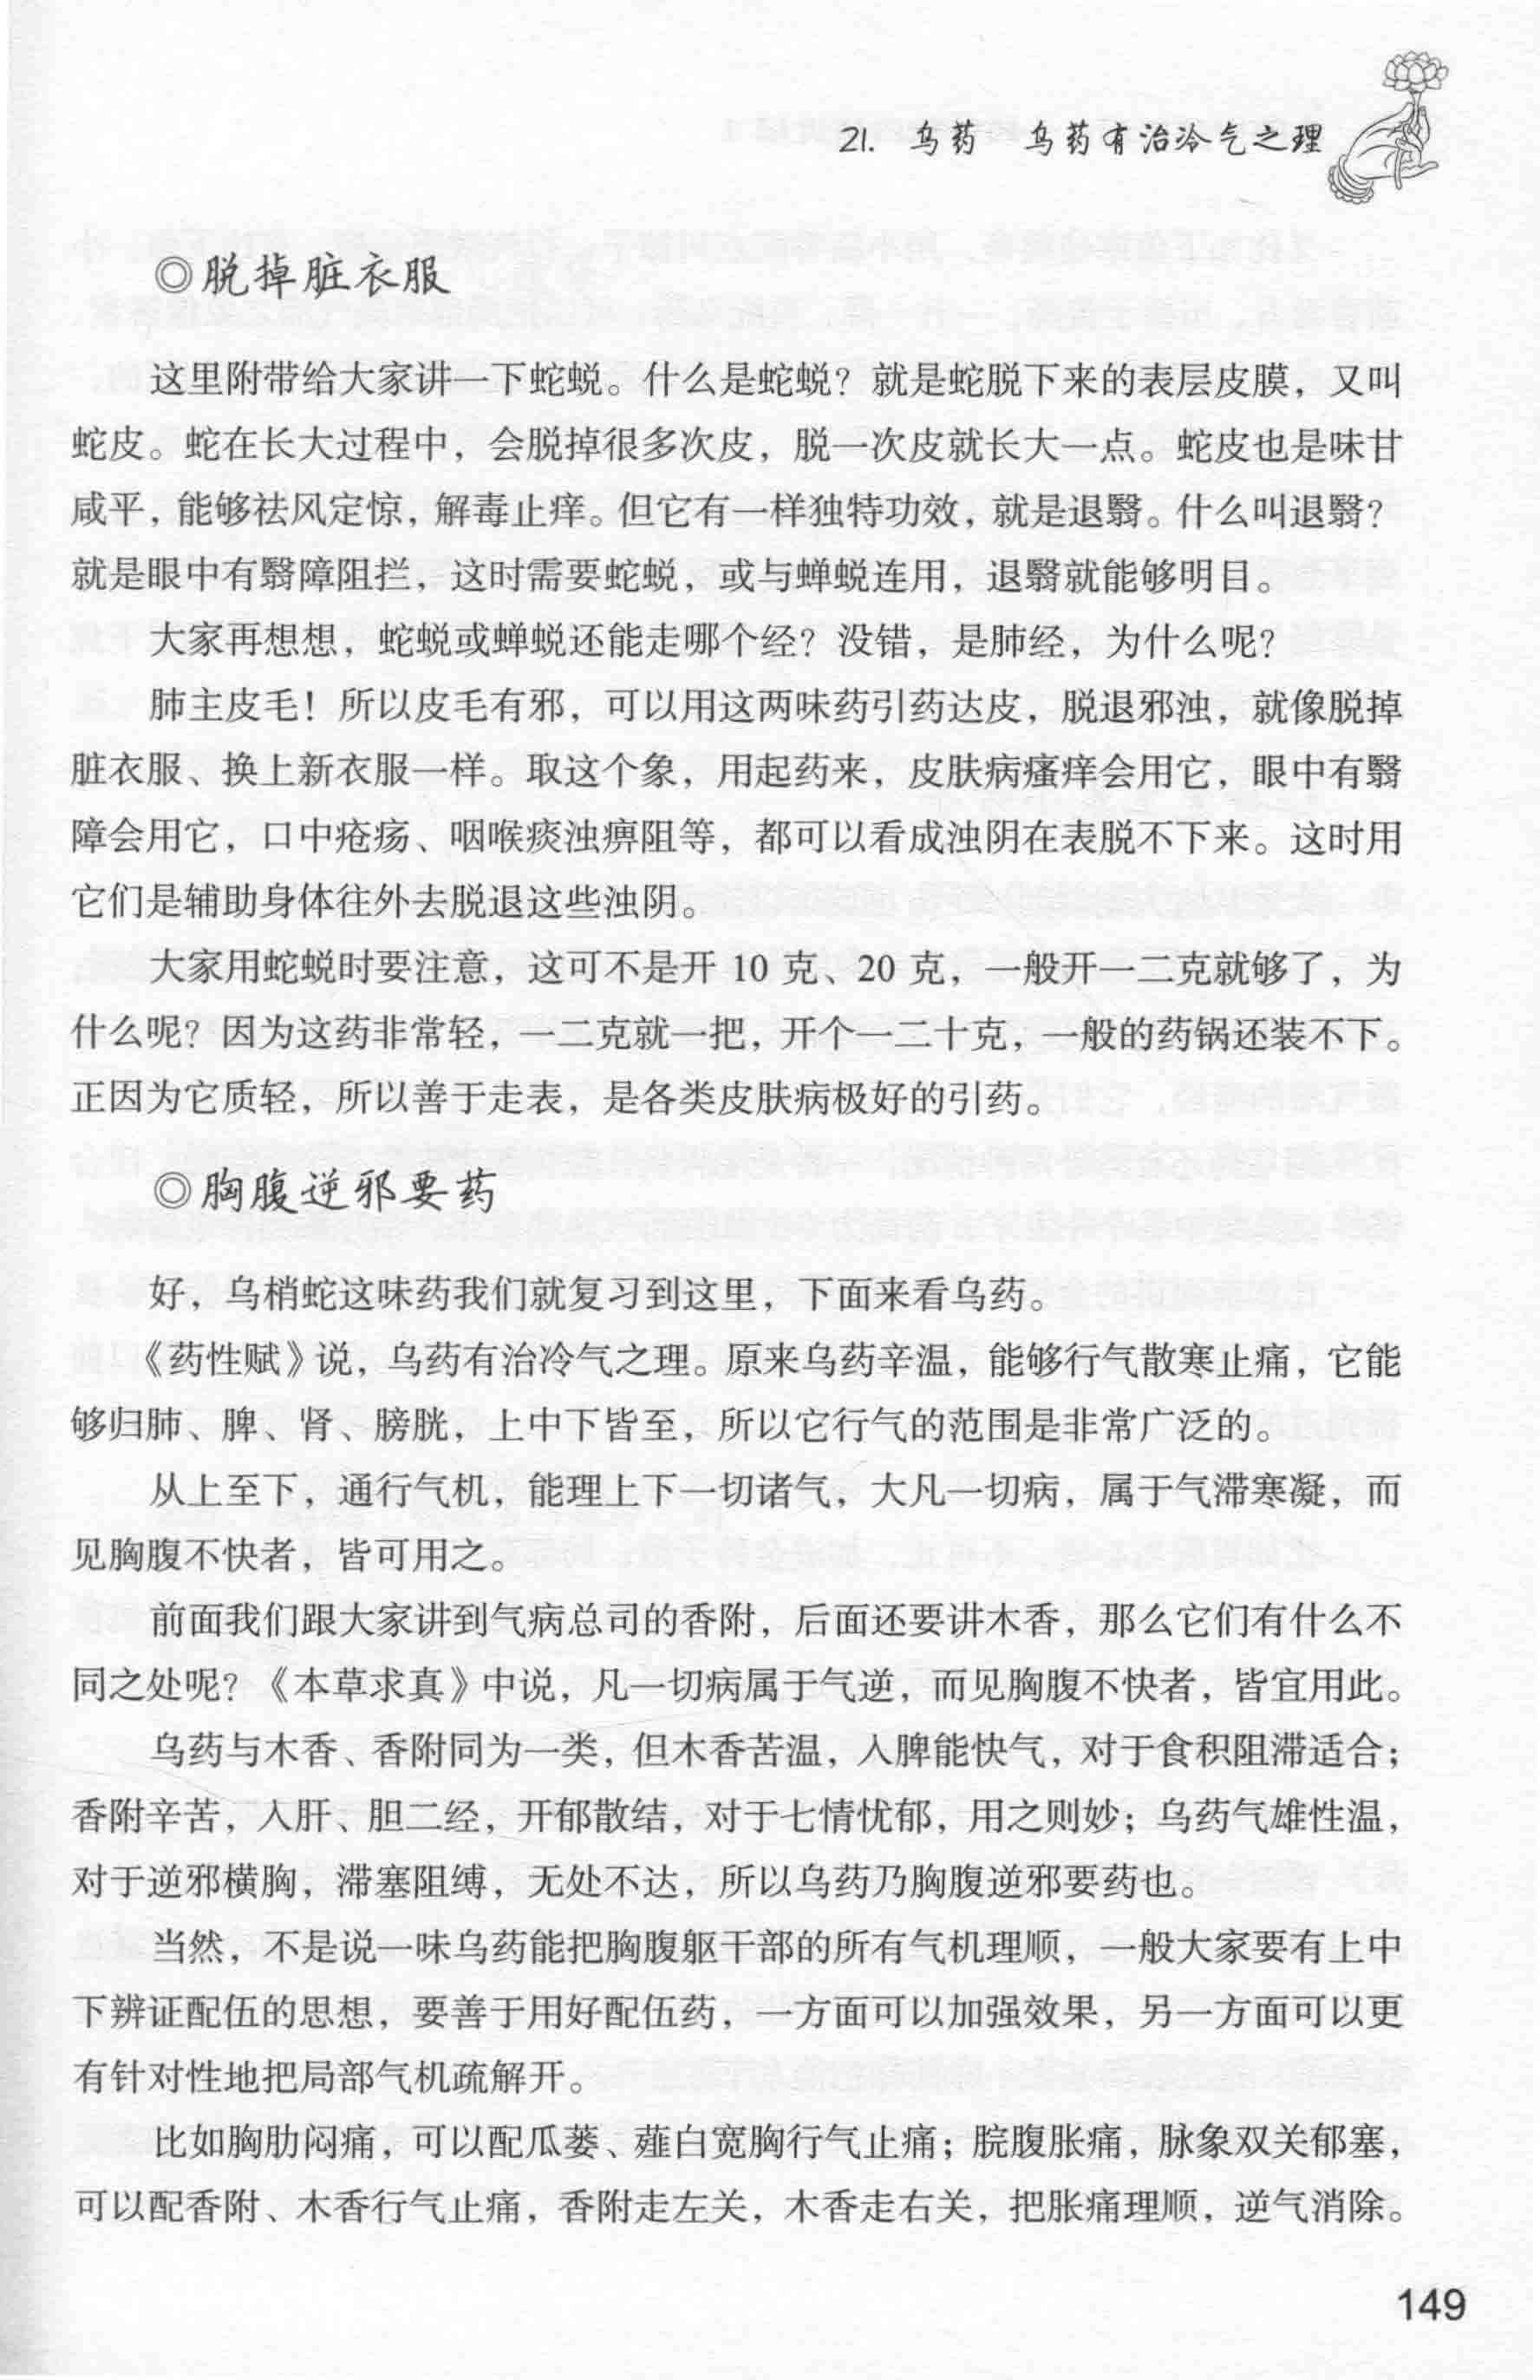 21. 乌药　乌药有治冷气之理
◎脱掉脏衣服
这里附带给大家讲一下蛇蜕。什么是蛇蜕？就是蛇脱下来的表层皮膜，又叫
蛇皮。蛇在长大过程中，会脱掉很多次皮，脱一次皮就长大一点。蛇皮也是味甘
咸平，能够祛风定惊，解毒止痒。但它有一样独特功效，就是退翳。什么叫退翳？
就是眼中有翳障阻拦，这时需要蛇蜕，或与蝉蜕连用，退翳就能够明目。
大家再想想，蛇蜕或蝉蜕还能走哪个经？没错，是肺经，为什么呢？
肺主皮毛！所以皮毛有邪，可以用这两味药引药达皮，脱退邪浊，就像脱掉
脏衣服、换上新衣服一样。取这个象，用起药来，皮肤病瘙痒会用它，眼中有翳
障会用它，口中疮疡、咽喉痰浊痹阻等，都可以看成浊阴在表脱不下来。这时用
它们是辅助身体往外去脱退这些浊阴。
大家用蛇蜕时要注意，这可不是开 10 克、20 克，一般开一二克就够了，为
什么呢？因为这药非常轻，一二克就一把，开个一二十克，一般的药锅还装不下。
正因为它质轻，所以善于走表，是各类皮肤病极好的引药。
◎胸腹逆邪要药
好，乌梢蛇这味药我们就复习到这里，下面来看乌药。
《药性赋》说，乌药有治冷气之理。原来乌药辛温，能够行气散寒止痛，它能
够归肺、脾、肾、膀胱，上中下皆至，所以它行气的范围是非常广泛的。
从上至下，通行气机，能理上下一切诸气，大凡一切病，属于气滞寒凝，而
见胸腹不快者，皆可用之。
前面我们跟大家讲到气病总司的香附，后面还要讲木香，那么它们有什么不
同之处呢？《本草求真》中说，凡一切病属于气逆，而见胸腹不快者，皆宜用此。
乌药与木香、香附同为一类，但木香苦温，入脾能快气，对于食积阻滞适合；
香附辛苦，入肝、胆二经，开郁散结，对于七情忧郁，用之则妙；乌药气雄性温，
对于逆邪横胸，滞塞阻缚，无处不达，所以乌药乃胸腹逆邪要药也。
当然，不是说一味乌药能把胸腹躯干部的所有气机理顺，一般大家要有上中
下辨证配伍的思想，要善于用好配伍药，一方面可以加强效果，另一方面可以更
有针对性地把局部气机疏解开。
比如胸肋闷痛，可以配瓜蒌、薤白宽胸行气止痛；脘腹胀痛，脉象双关郁塞，
可以配香附、木香行气止痛，香附走左关，木香走右关，把胀痛理顺，逆气消除。
149